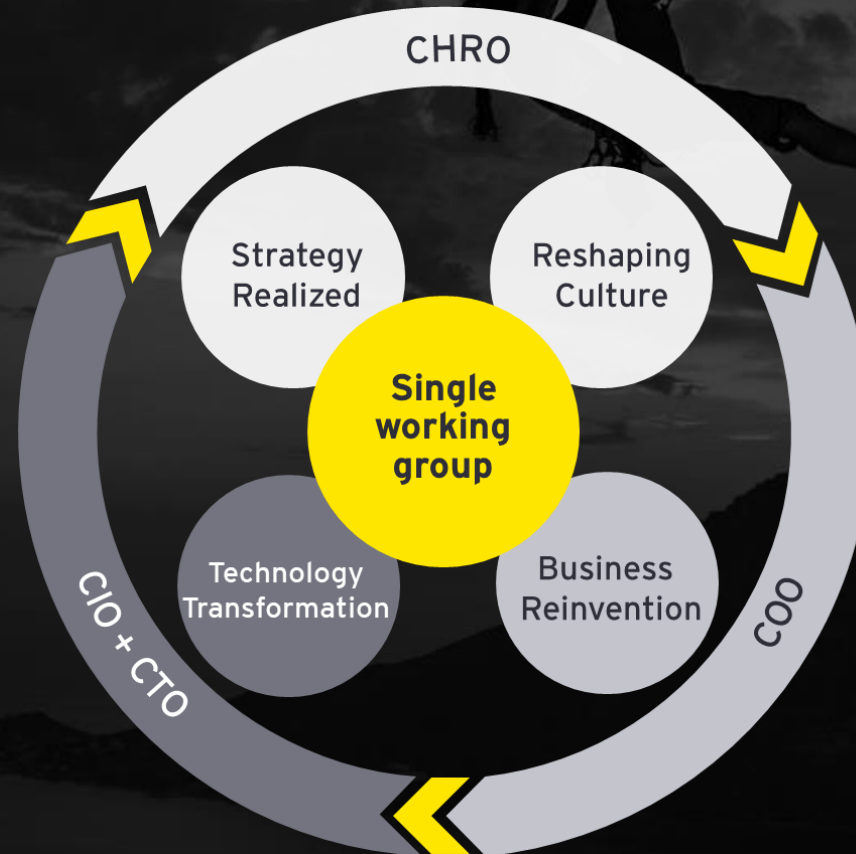 CHRO
Strategy
Realized
Reshaping
Culture
Single
working
group
Technology
Transformation
Business
Reinvention
CIO + CTO
COO